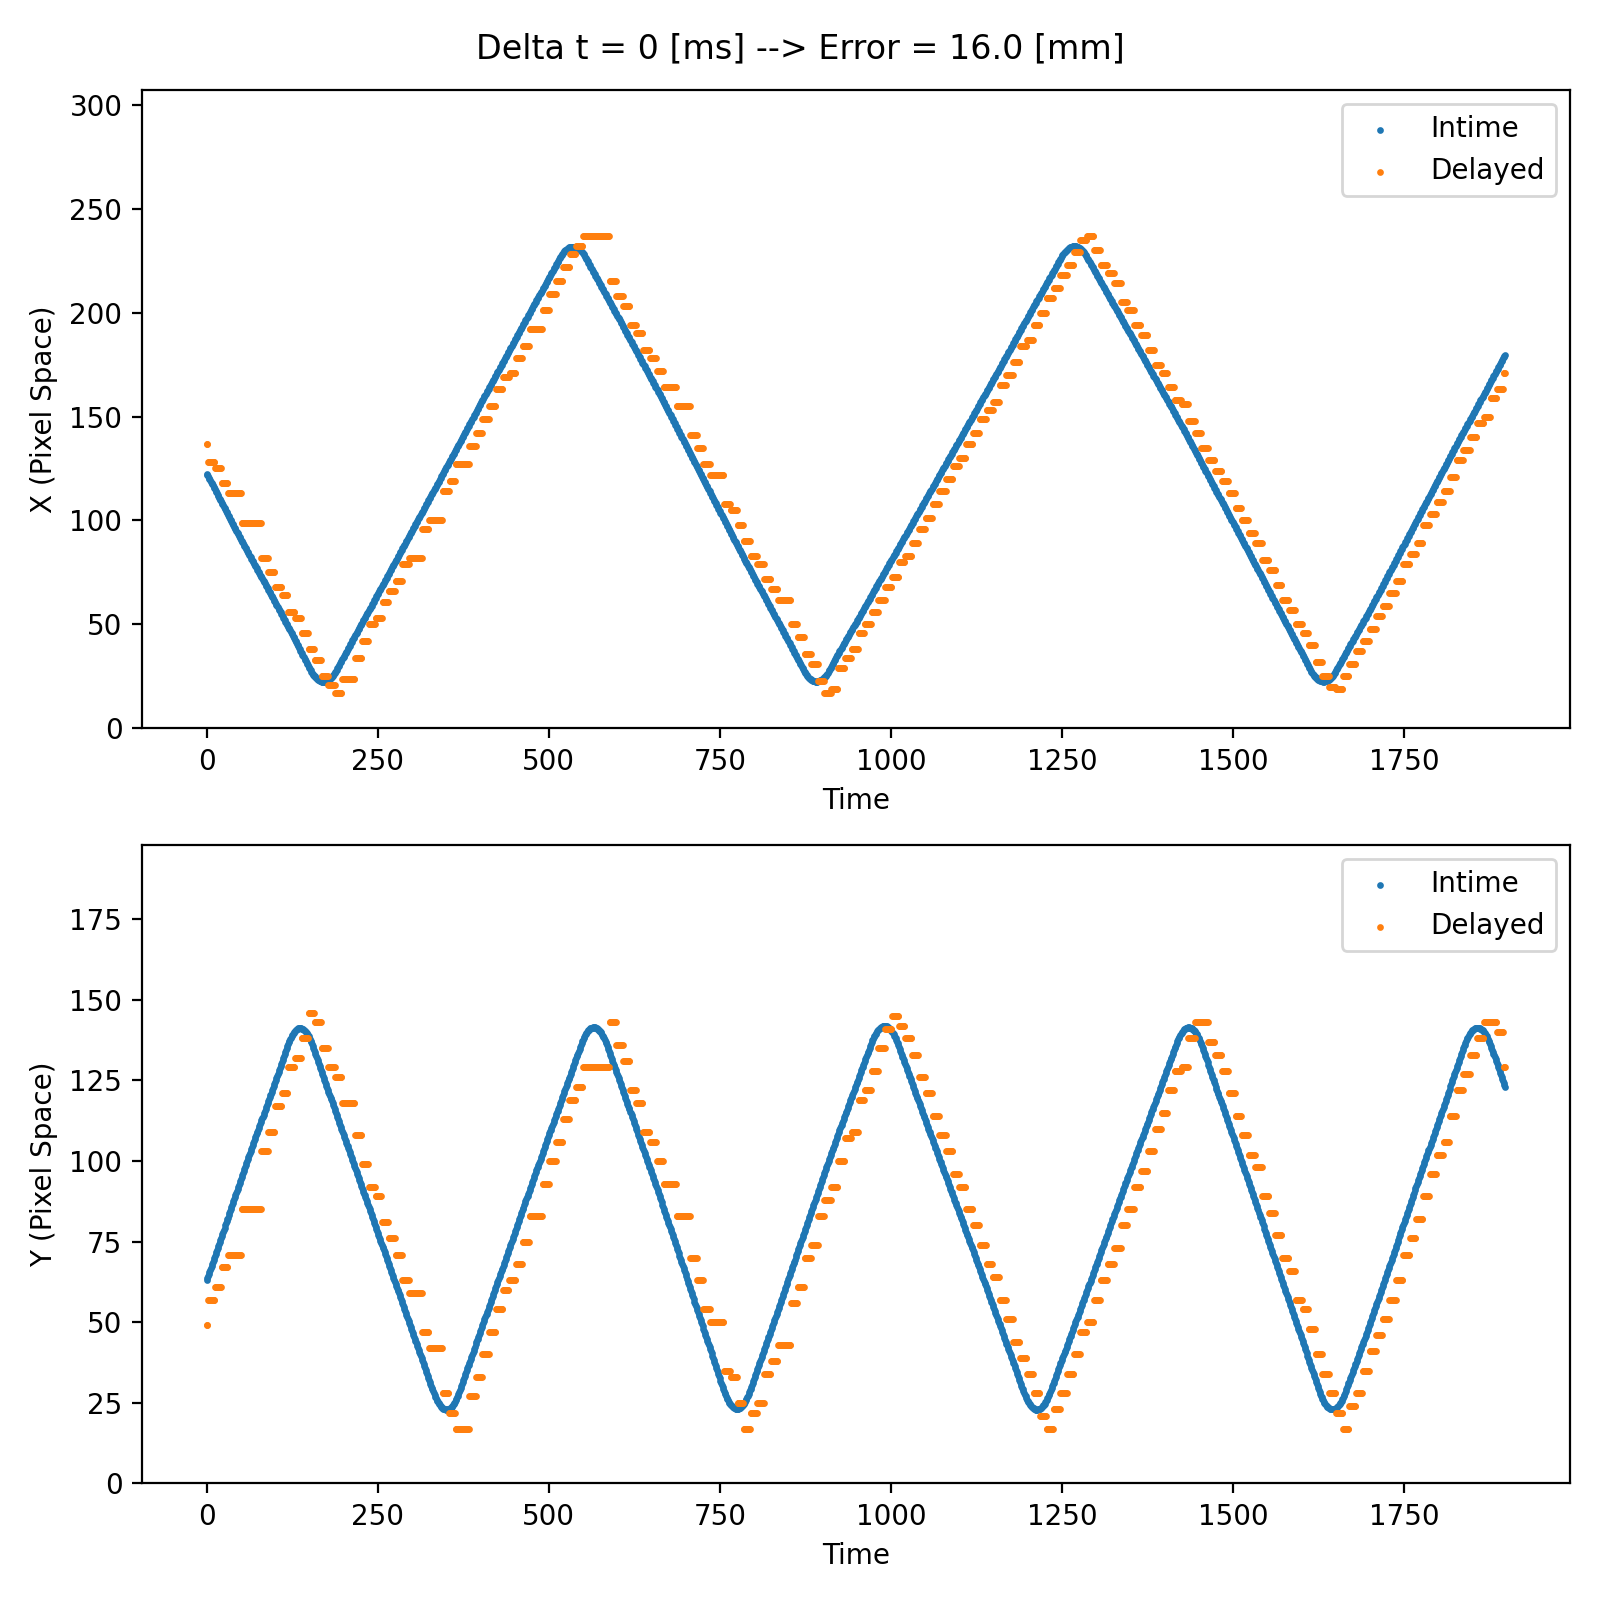 Delta t = 0 [ms] --> Error = 16.0 [mm]
300
250
200
150
100
50
0
X (Pixel Space)
Intime
Delayed
0 250 500 750 1000 1250 1500 1750
Time
175
150
125
100
75
50
25
0
Y (Pixel Space)
Intime
Delayed
0 250 500 750 1000 1250 1500 1750
Time